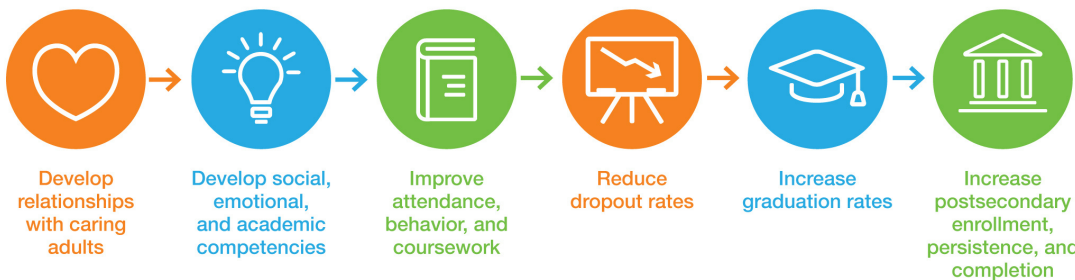 Develop
relationships
with caring
adults
Develop social,
emotional,
and academic
competencies
Improve
attendance,
behavior, and
coursework
Reduce
dropout rates
Increase
graduation rates
Increase
postsecondary
enrollment,
persistence, and
completion